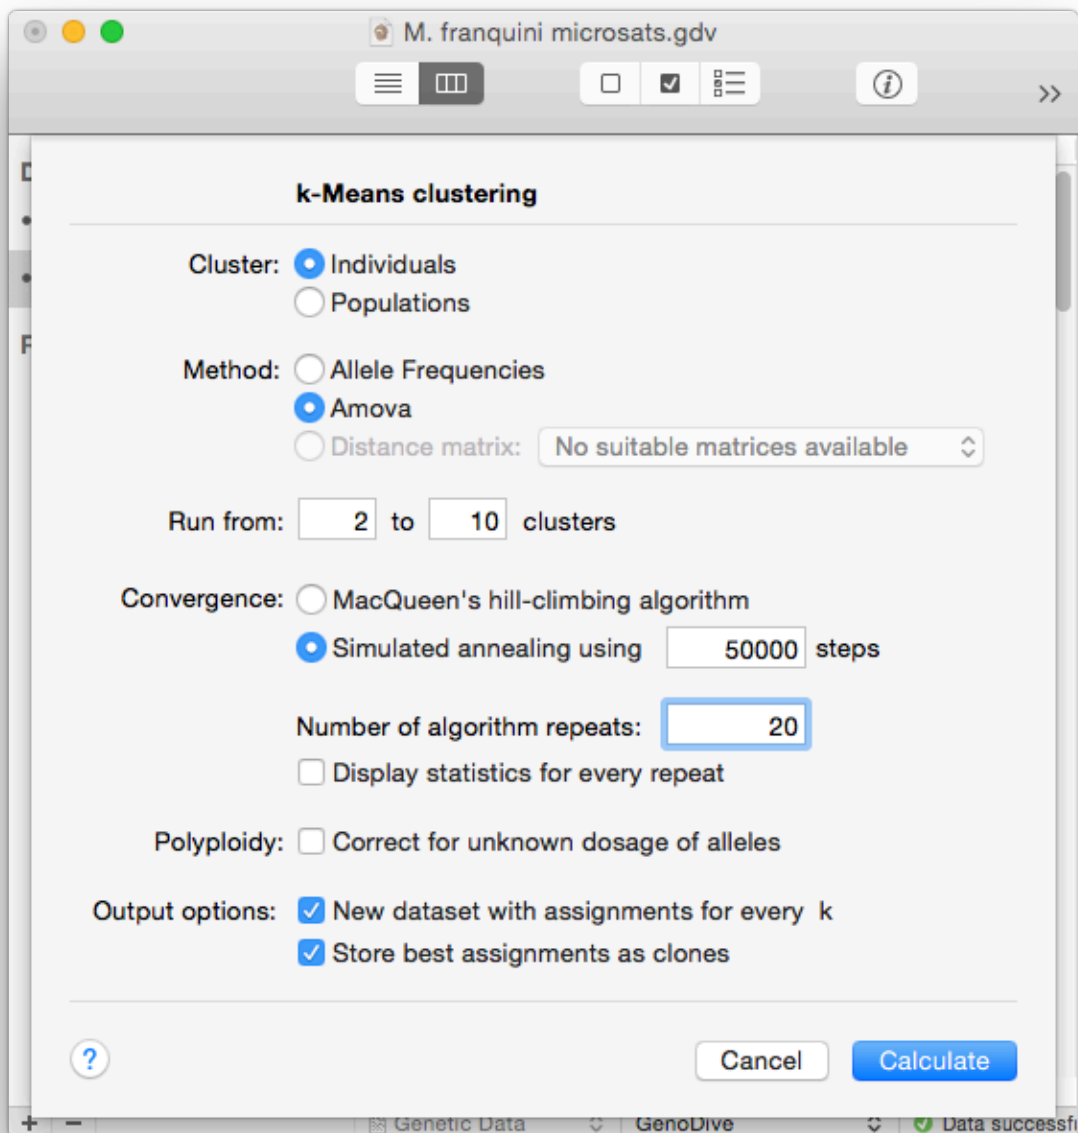 M. franquini microsats.gdv
k-Means clustering
Cluster: Individuals
Populations
Method: Allele Frequencies
Amova
Distance matrix: No suitable matrices available
Run from: 2 to 10 clusters
Convergence: MacQueen's hill-climbing algorithm
Simulated annealing using 50000 steps
Number of algorithm repeats: 20
Display statistics for every repeat
Polyploidy: Correct for unknown dosage of alleles
Output options: New dataset with assignments for every k
Store best assignments as clones
? Cancel Calculate
+ − Genetic Data GenoDive Data successf